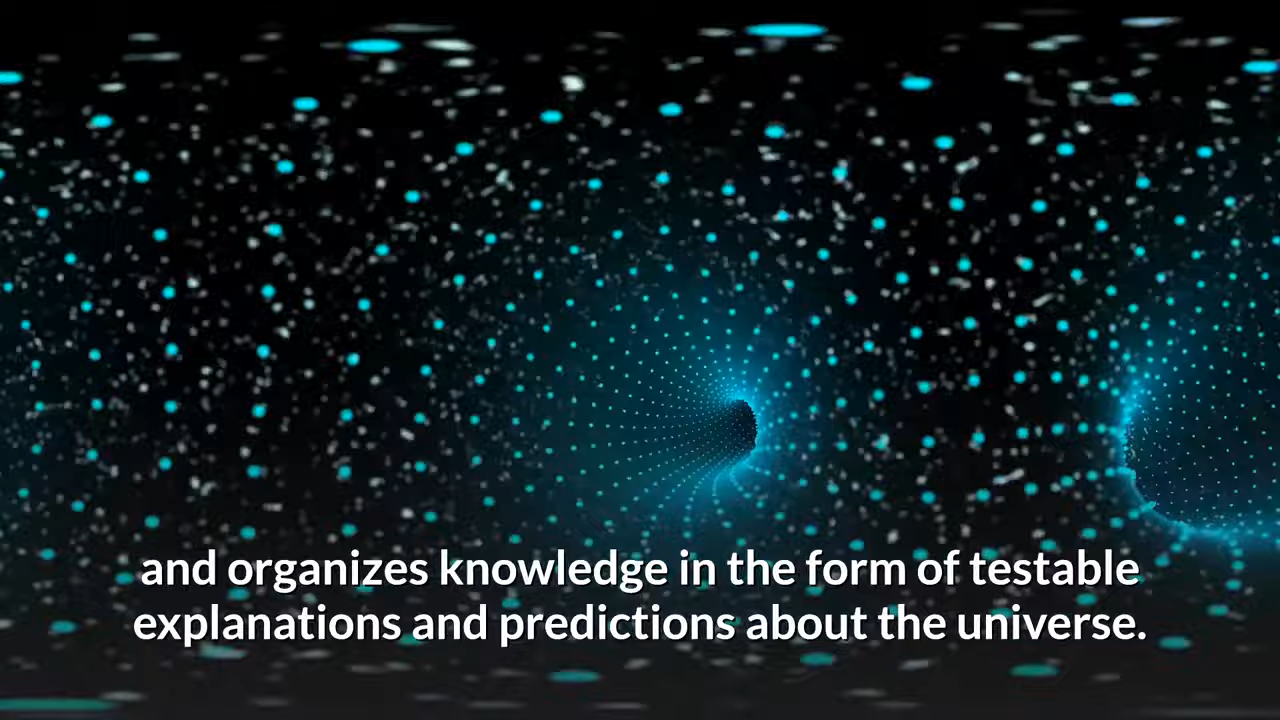 and organizes knowledge in the form of testable
explanations and predictions about the universe.